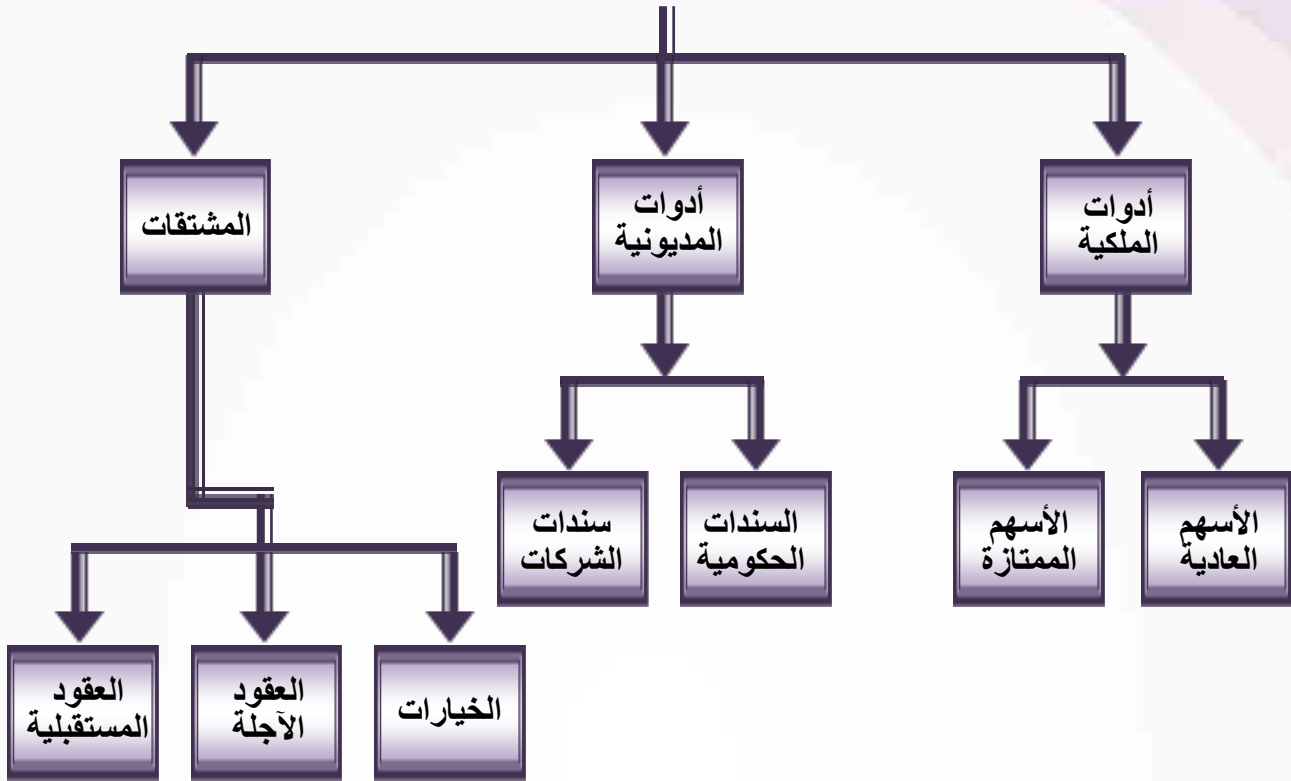 أدوات
الملكية
أدوات
المديونية
المشتقات
الأسهم
العادية
الأسهم
الممتازة
السندات
الحكومية
سندات
الشركات
الخيارات
العقود
الآجلة
العقود
المستقبلية